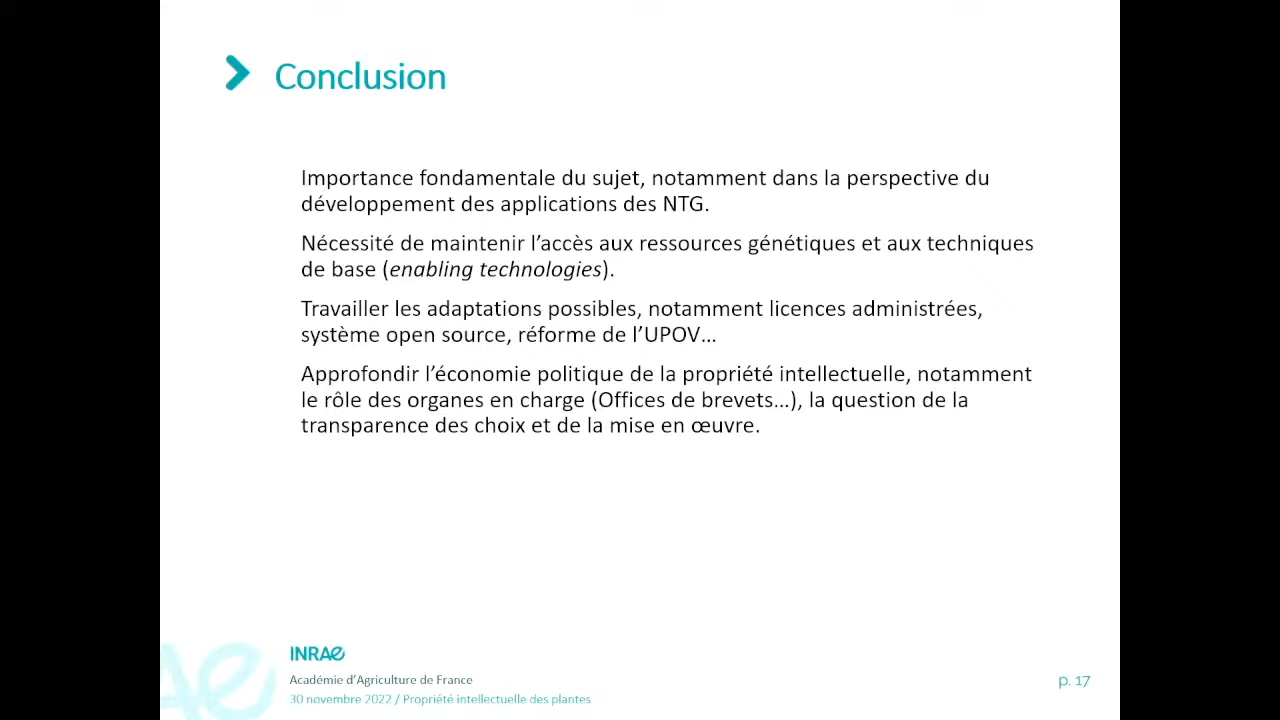 Conclusion
Importance fondamentale du sujet, notamment dans la perspective du
développement des applications des NTG.
Nécessité de maintenir l’accès aux ressources génétiques et aux techniques
de base (enabling technologies).
Travailler les adaptations possibles, notamment licences administrées,
système open source, réforme de l’UPOV…
Approfondir l’économie politique de la propriété intellectuelle, notamment
le rôle des organes en charge (Offices de brevets…), la question de la
transparence des choix et de la mise en œuvre.
INRAE
Académie d’Agriculture de France
30 novembre 2022 / Propriété intellectuelle des plantes
p. 17